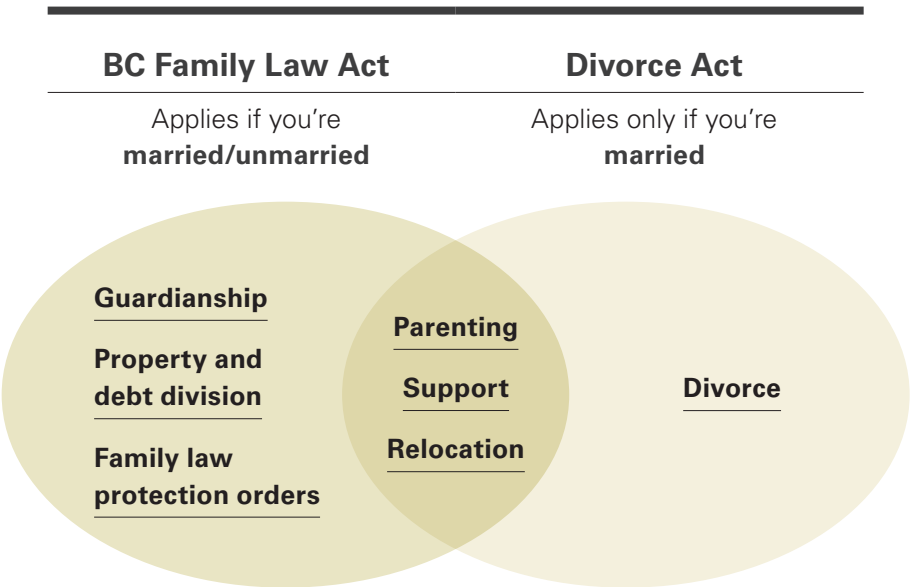 BC Family Law Act
Applies if you're
married/unmarried
Divorce Act
Applies only if you're
married
Guardianship
Property and
debt division
Family law
protection orders
Parenting
Support
Relocation
Divorce